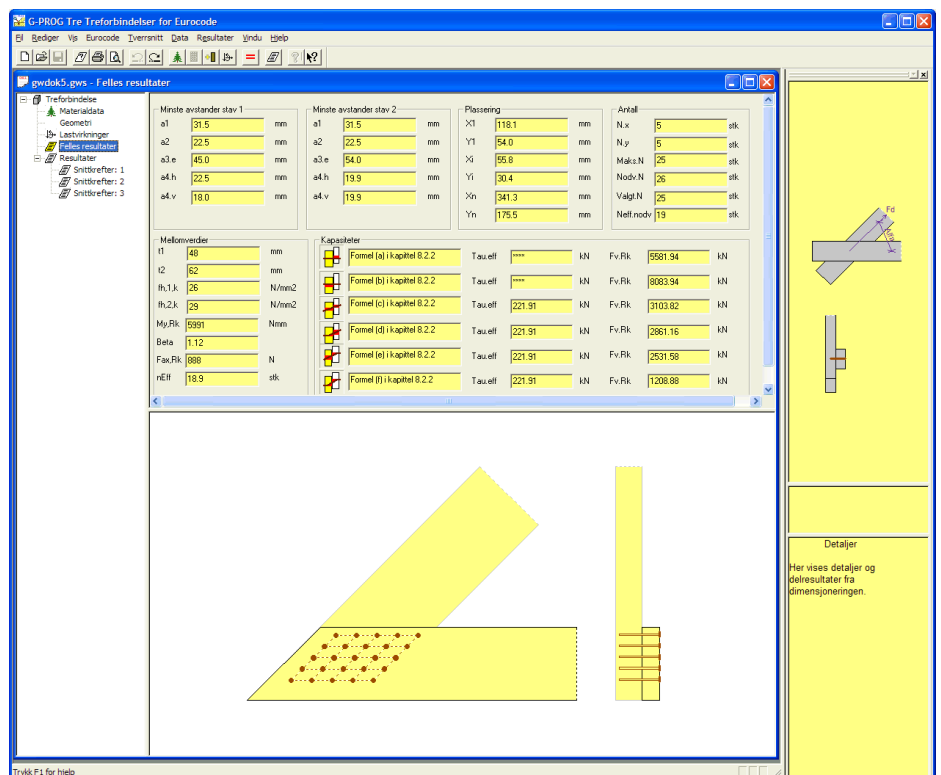 G-PROG Tre Treforbindelser for Eurocode
Fil Rediger Vis Eurocode Tverrsnitt Data Resultater Vindu Hjelp
gwdok5.gws - Felles resultater
Treforbindelse
Materialdata
Geometri
Lastvirkninger
Felles resultater
Resultater
Snittkrefter: 1
Snittkrefter: 2
Snittkrefter: 3
Minste avstander stav 1
a1 31.5 mm
a2 22.5 mm
a3.e 45.0 mm
a4.h 22.5 mm
a4.v 18.0 mm
Minste avstander stav 2
a1 31.5 mm
a2 22.5 mm
a3.e 54.0 mm
a4.h 19.9 mm
a4.v 19.9 mm
Plassering
X1 118.1 mm
Y1 54.0 mm
Xi 55.8 mm
Yi 30.4 mm
Xn 341.3 mm
Yn 175.5 mm
Antall
N.x 5 stk
N.y 5 stk
Maks.N 25 stk
Nodv.N 26 stk
Valgt.N 25 stk
Neff.nodv 19 stk
Mellomverdier
t1 48 mm
t2 62 mm
fh,1,k 26 N/mm2
fh,2,k 29 N/mm2
My,Rk 5991 Nmm
Beta 1.12
Fax,Rk 888 N
nEff 18.9 stk
Kapasiteter
Formel (a) i kapittel 8.2.2 Tau.eff **** kN Fv.Rk 5581.94 kN
Formel (b) i kapittel 8.2.2 Tau.eff **** kN Fv.Rk 8083.94 kN
Formel (c) i kapittel 8.2.2 Tau.eff 221.91 kN Fv.Rk 3103.82 kN
Formel (d) i kapittel 8.2.2 Tau.eff 221.91 kN Fv.Rk 2861.16 kN
Formel (e) i kapittel 8.2.2 Tau.eff 221.91 kN Fv.Rk 2531.58 kN
Formel (f) i kapittel 8.2.2 Tau.eff 221.91 kN Fv.Rk 1208.88 kN
Fd
Alfa
Detaljer
Her vises detaljer og
delresultater fra
dimensjoneringen.
Trykk F1 for hjelp